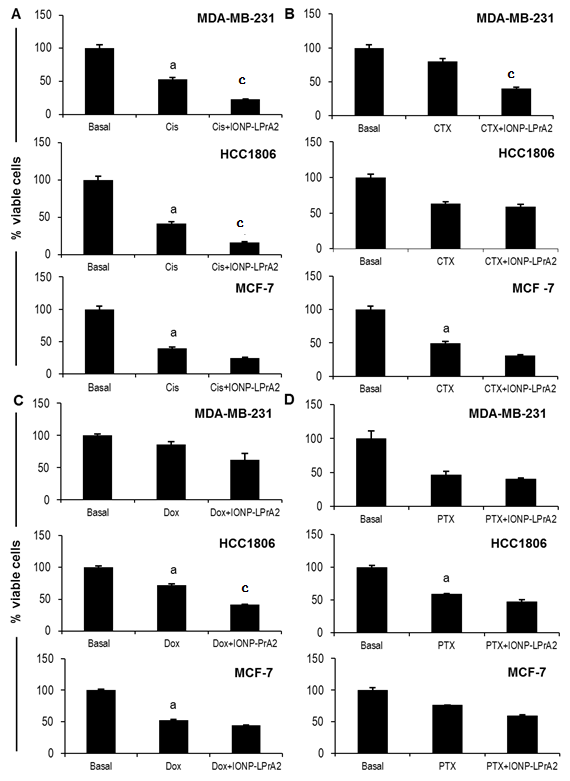 A
MDA-MB-231
% viable cells
150
100
50
0
a
c
Basal Cis Cis+IONP-LPrA2
HCC1806
150
100
50
0
a
c
Basal Cis Cis+IONP-LPrA2
MCF-7
150
100
50
0
a
Basal Cis Cis+IONP-LPrA2
B
MDA-MB-231
150
100
50
0
c
Basal CTX CTX+IONP-LPrA2
HCC1806
150
100
50
0
Basal CTX CTX+IONP-LPrA2
MCF -7
150
100
50
0
a
Basal CTX CTX+IONP-LPrA2
C
MDA-MB-231
% viable cells
150
100
50
0
Basal Dox Dox+IONP-LPrA2
HCC1806
150
100
50
0
a
c
Basal Dox Dox+IONP-PrA2
MCF-7
150
100
50
0
a
Basal Dox Dox+IONP-LPrA2
D
MDA-MB-231
150
100
50
0
Basal PTX PTX+IONP-LPrA2
HCC1806
150
100
50
0
a
Basal PTX PTX+IONP-LPrA2
MCF-7
150
100
50
0
Basal PTX PTX+IONP-LPrA2